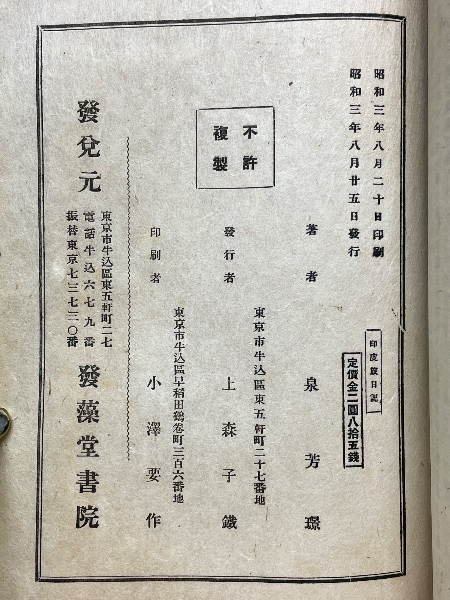 昭和三年八月二十日印刷
昭和三年八月廿五日發行
印度旅日記
定價金二圓八拾五錢
不許
複製
著者
泉芳璟
東京市牛込區東五軒町二十七番地
發行者
上森子鐵
東京市牛込區早稻田鶴卷町三百六番地
印刷者
小澤要作
發兌元
東京市牛込區東五軒町二七
電話牛込六七九番
振替東京七三七三〇番
發藻堂書院